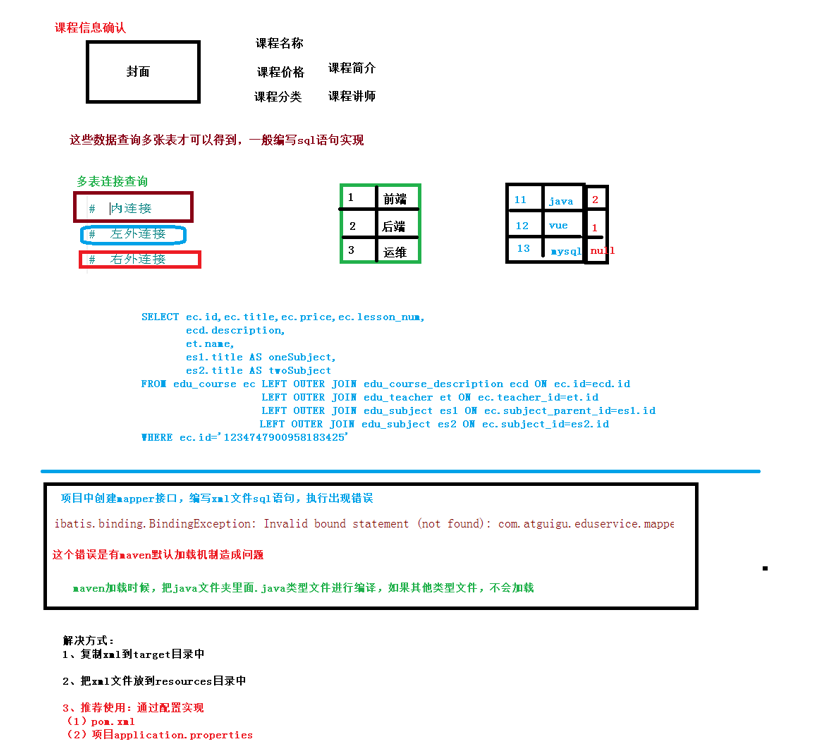 课程信息确认
封面
课程名称
课程价格 课程简介
课程分类 课程讲师
这些数据查询多张表才可以得到，一般编写sql语句实现
多表连接查询
# 内连接
# 左外连接
# 右外连接
1 前端
2 后端
3 运维
11 java 2
12 vue 1
13 mysql null
SELECT ec.id,ec.title,ec.price,ec.lesson_num,
ecd.description,
et.name,
es1.title AS oneSubject,
es2.title AS twoSubject
FROM edu_course ec LEFT OUTER JOIN edu_course_description ecd ON ec.id=ecd.id
LEFT OUTER JOIN edu_teacher et ON ec.teacher_id=et.id
LEFT OUTER JOIN edu_subject es1 ON ec.subject_parent_id=es1.id
LEFT OUTER JOIN edu_subject es2 ON ec.subject_id=es2.id
WHERE ec.id='1234747900958183425'
项目中创建mapper接口，编写xml文件sql语句，执行出现错误
ibatis.binding.BindingException: Invalid bound statement (not found): com.atguigu.eduservice.mappe
这个错误是有maven默认加载机制造成问题
maven加载时候，把java文件夹里面.java类型文件进行编译，如果其他类型文件，不会加载
解决方式：
1、复制xml到target目录中
2、把xml文件放到resources目录中
3、推荐使用：通过配置实现
（1）pom.xml
（2）项目application.properties